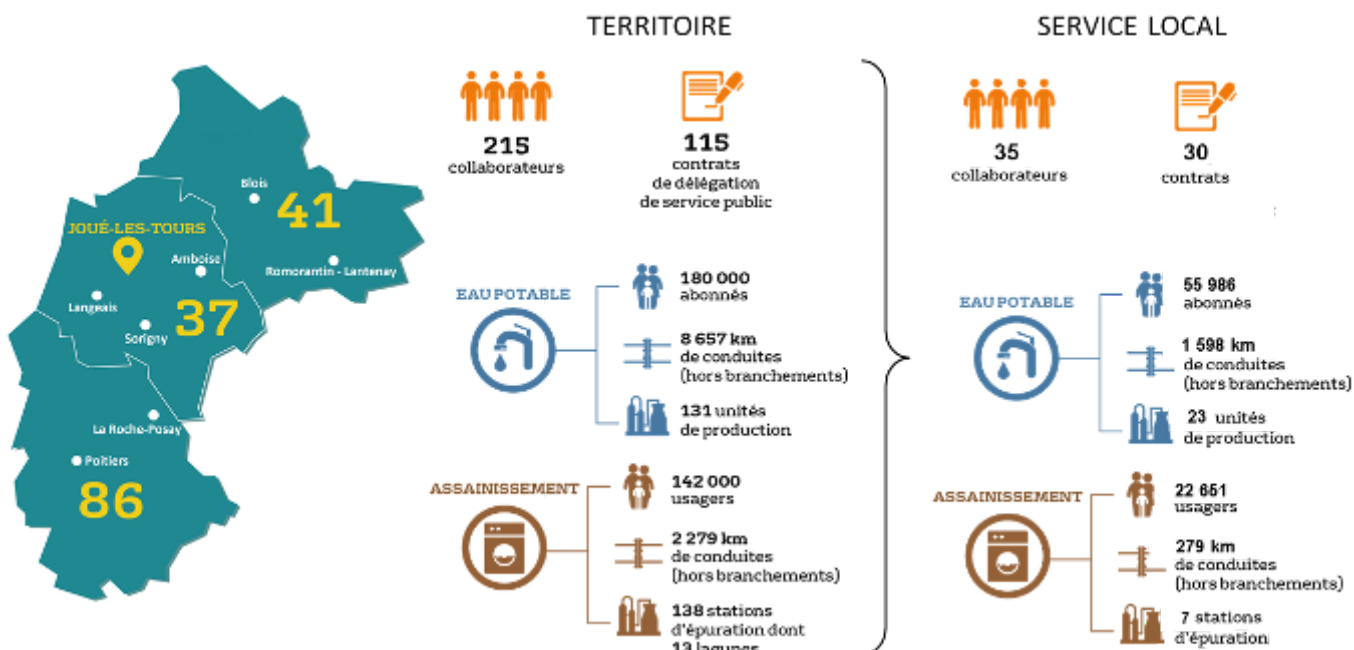 TERRITOIRE
SERVICE LOCAL
Blois
41
JOUÉ-LES-TOURS
Amboise
Romorantin - Lantenay
Langeais
37
Sorigny
La Roche-Posay
Poitiers
86
215
collaborateurs
115
contrats
de délégation
de service public
EAU POTABLE
180 000
abonnés
8 657 km
de conduites
(hors branchements)
131 unités
de production
ASSAINISSEMENT
142 000
usagers
2 279 km
de conduites
(hors branchements)
138 stations
d'épuration dont
13 lagunes
35
collaborateurs
30
contrats
EAU POTABLE
55 986
abonnés
1 598 km
de conduites
(hors branchements)
23 unités
de production
ASSAINISSEMENT
22 651
usagers
279 km
de conduites
(hors branchements)
7 stations
d'épuration